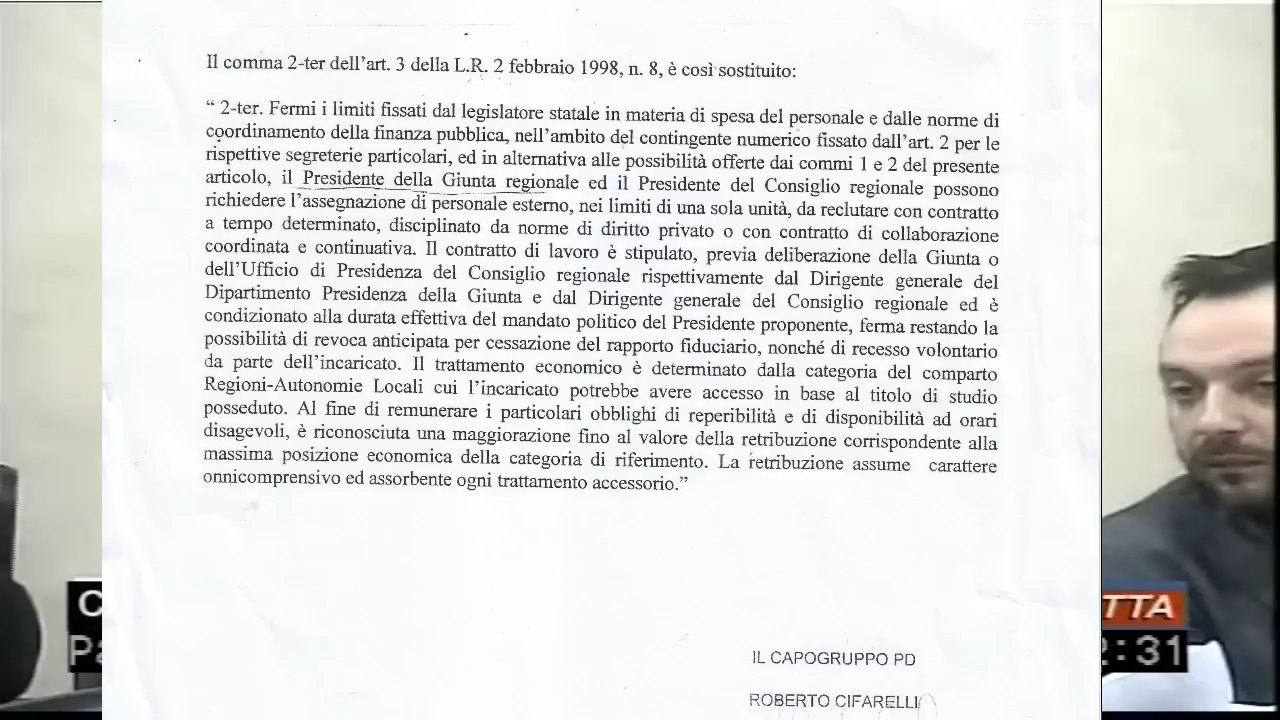 Il comma 2-ter dell'art. 3 della L.R. 2 febbraio 1998, n. 8, è così sostituito:
“ 2-ter. Fermi i limiti fissati dal legislatore statale in materia di spesa del personale e dalle norme di
coordinamento della finanza pubblica, nell'ambito del contingente numerico fissato dall'art. 2 per le
rispettive segreterie particolari, ed in alternativa alle possibilità offerte dai commi 1 e 2 del presente
articolo, il Presidente della Giunta regionale ed il Presidente del Consiglio regionale possono
richiedere l'assegnazione di personale esterno, nei limiti di una sola unità, da reclutare con contratto
a tempo determinato, disciplinato da norme di diritto privato o con contratto di collaborazione
coordinata e continuativa. Il contratto di lavoro è stipulato, previa deliberazione della Giunta o
dell'Ufficio di Presidenza del Consiglio regionale rispettivamente dal Dirigente generale del
Dipartimento Presidenza della Giunta e dal Dirigente generale del Consiglio regionale ed è
condizionato alla durata effettiva del mandato politico del Presidente proponente, ferma restando la
possibilità di revoca anticipata per cessazione del rapporto fiduciario, nonché di recesso volontario
da parte dell'incaricato. Il trattamento economico è determinato dalla categoria del comparto
Regioni-Autonomie Locali cui l'incaricato potrebbe avere accesso in base al titolo di studio
posseduto. Al fine di remunerare i particolari obblighi di reperibilità e di disponibilità ad orari
disagevoli, è riconosciuta una maggiorazione fino al valore della retribuzione corrispondente alla
massima posizione economica della categoria di riferimento. La retribuzione assume carattere
onnicomprensivo ed assorbente ogni trattamento accessorio.”
IL CAPOGRUPPO PD
ROBERTO CIFARELLI
C
Pa
TTA
2:31